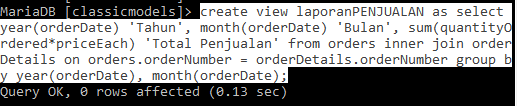 MariaDB [classicmodels]> create view laporanPENJUALAN as select
year(orderDate) 'Tahun', month(orderDate) 'Bulan', sum(quantityO
rdered*priceEach) 'Total Penjualan' from orders inner join order
Details on orders.orderNumber = orderDetails.orderNumber group b
y year(orderDate), month(orderDate);
Query OK, 0 rows affected (0.13 sec)